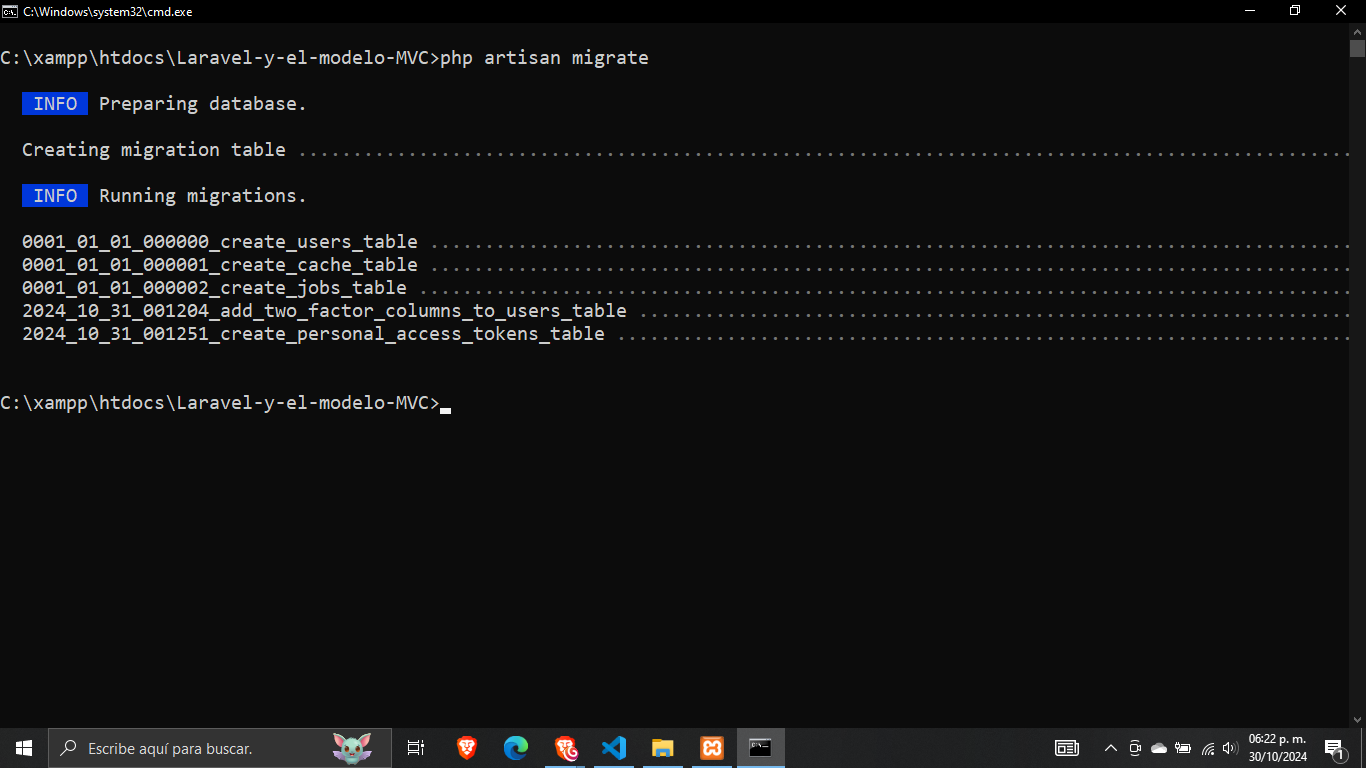 C:\Windows\system32\cmd.exe
C:\xampp\htdocs\Laravel-y-el-modelo-MVC>php artisan migrate
INFO Preparing database.
Creating migration table ................................................................................................
INFO Running migrations.
0001_01_01_000000_create_users_table ....................................................................................
0001_01_01_000001_create_cache_table ....................................................................................
0001_01_01_000002_create_jobs_table .....................................................................................
2024_10_31_001204_add_two_factor_columns_to_users_table .................................................................
2024_10_31_001251_create_personal_access_tokens_table ...................................................................
C:\xampp\htdocs\Laravel-y-el-modelo-MVC>
Escribe aquí para buscar.
06:22 p. m.
30/10/2024
1